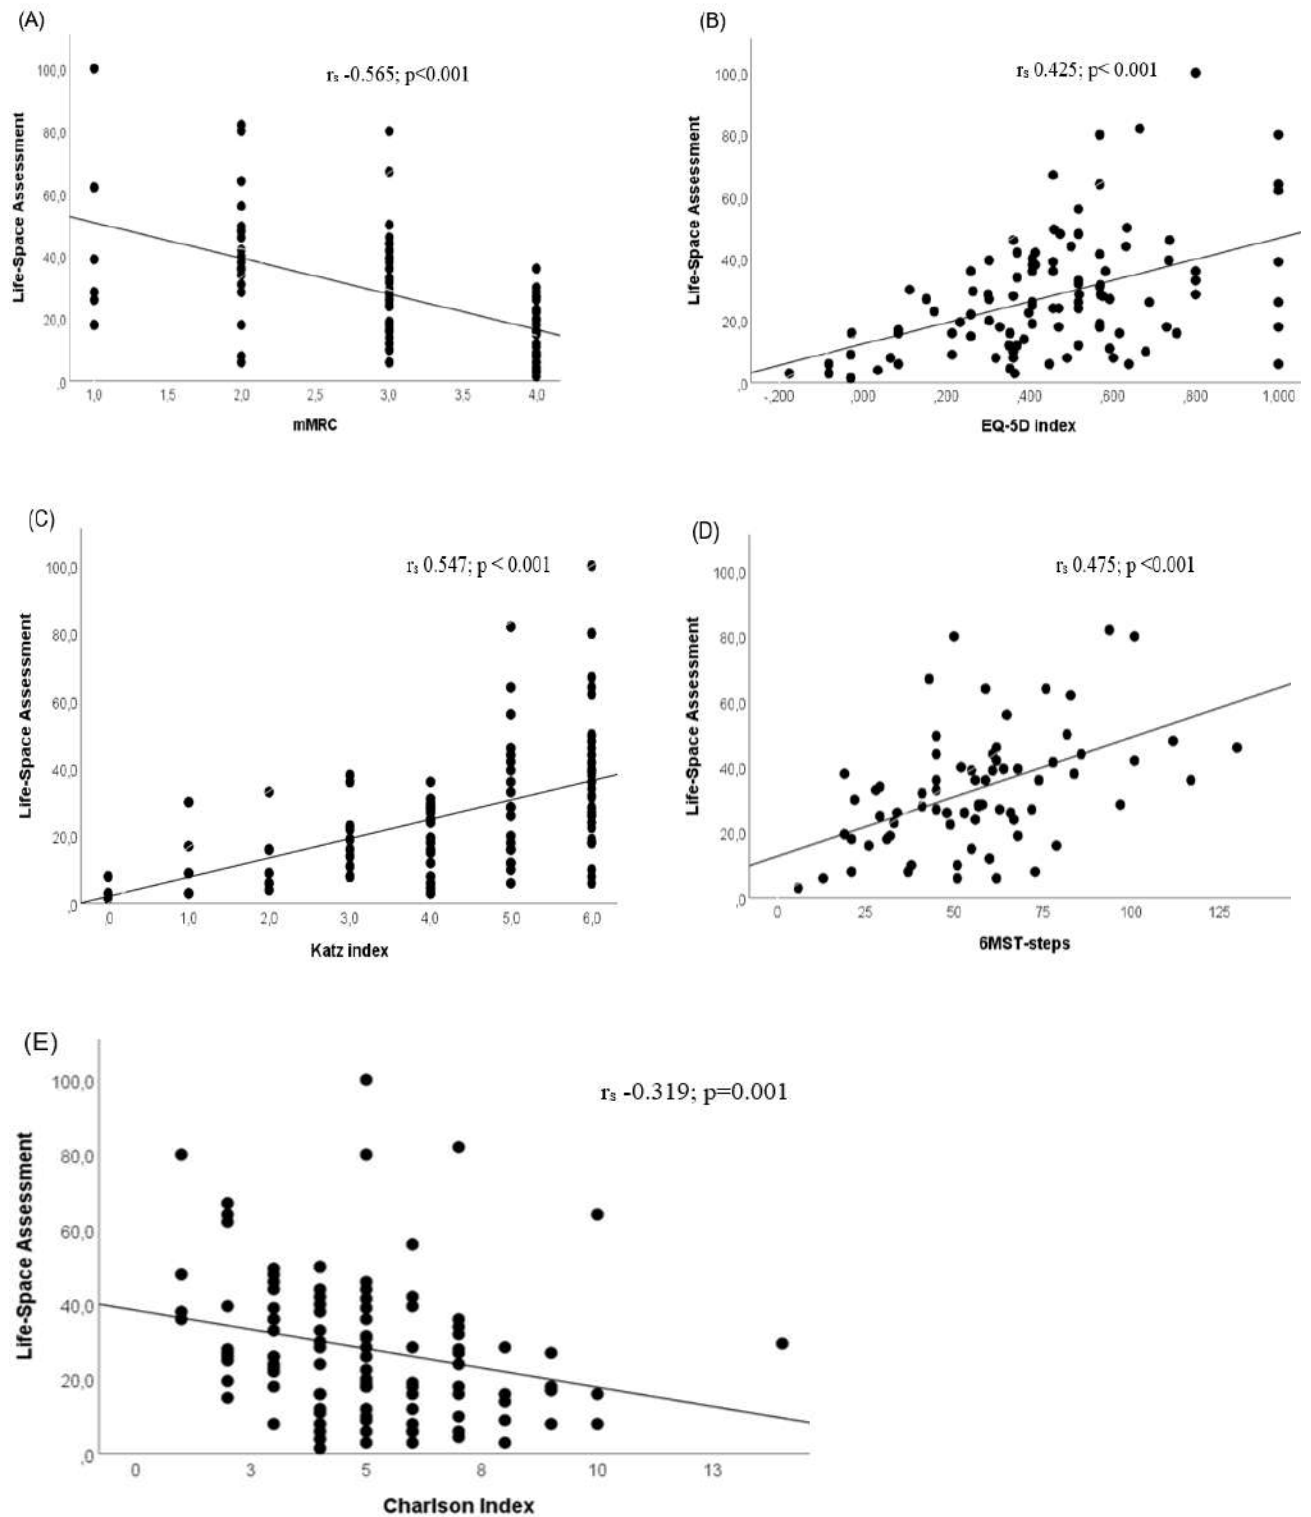 (A)
r_s -0.565; p<0.001
Life-Space Assessment
100,0
80,0
60,0
40,0
20,0
,0
1,0 1,5 2,0 2,5 3,0 3,5 4,0
mMRC
(B)
r_s 0.425; p< 0.001
Life-Space Assessment
100,0
80,0
60,0
40,0
20,0
,0
-,200 ,000 ,200 ,400 ,600 ,800 1,000
EQ-5D index
(C)
r_s 0.547; p < 0.001
Life-Space Assessment
100,0
80,0
60,0
40,0
20,0
,0
,0 1,0 2,0 3,0 4,0 5,0 6,0
Katz index
(D)
r_s 0.475; p <0.001
Life-Space Assessment
100,0
80,0
60,0
40,0
20,0
,0
0 25 50 75 100 125
6MST-steps
(E)
r_s -0.319; p=0.001
Life-Space Assessment
100,0
80,0
60,0
40,0
20,0
,0
0 3 5 8 10 13
Charlson Index